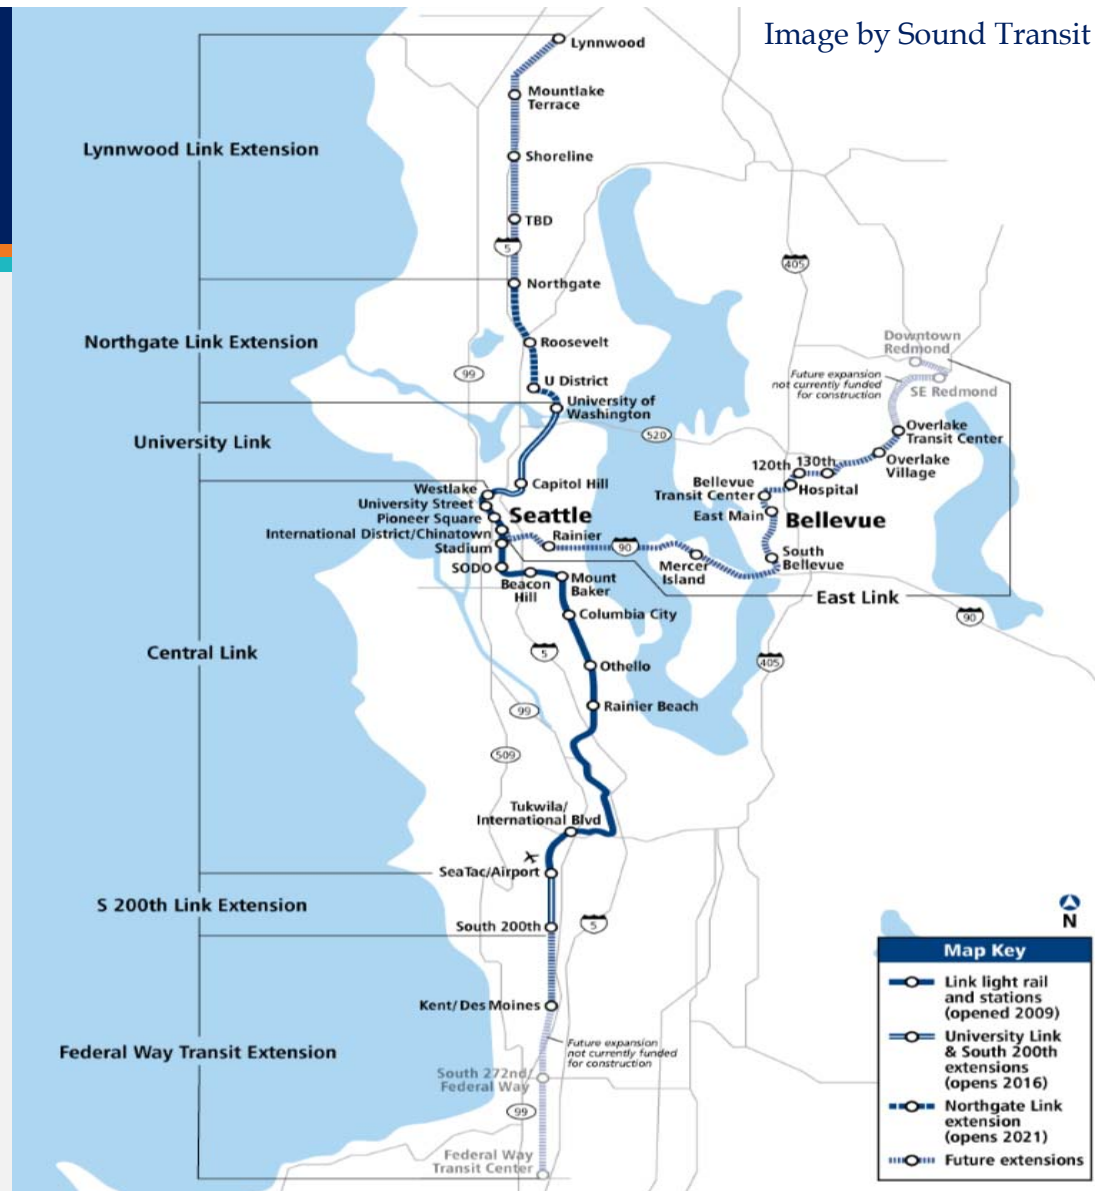 Image by Sound Transit
Lynnwood
Mountlake
Terrace
Lynnwood Link Extension
Shoreline
TBD
5
405
Northgate
Northgate Link Extension
Roosevelt
99
U District
University of
Washington
University Link
520
Downtown
Redmond
Future expansion
not currently funded
for construction
SE Redmond
Overlake
Transit Center
Overlake
Village
120th
130th
Hospital
Bellevue
Transit Center
East Main
Bellevue
South
Bellevue
Capitol Hill
Westlake
University Street
Pioneer Square
International District/Chinatown
Stadium
SODO
Seattle
Rainier
90
Mercer
Island
East Link
90
Beacon
Hill
Mount
Baker
Columbia City
Central Link
5
Othello
405
99
Rainier Beach
509
Tukwila/
International Blvd
SeaTac/Airport
S 200th Link Extension
South 200th
5
Kent/Des Moines
Federal Way Transit Extension
Future expansion
not currently funded
for construction
South 272nd/
Federal Way
99
Federal Way
Transit Center
N
Map Key
Link light rail
and stations
(opened 2009)
University Link
& South 200th
extensions
(opens 2016)
Northgate Link
extension
(opens 2021)
Future extensions